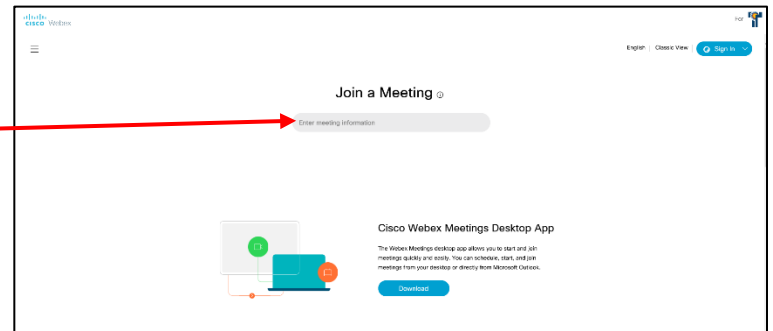 CISCO Webex
For
English | Classic View | Sign In
Join a Meeting
Enter meeting information
Cisco Webex Meetings Desktop App
The Webex Meetings desktop app allows you to start and join
meetings quickly and easily. You can schedule, start, and join
meetings from your desktop or directly from Microsoft Outlook.
Download